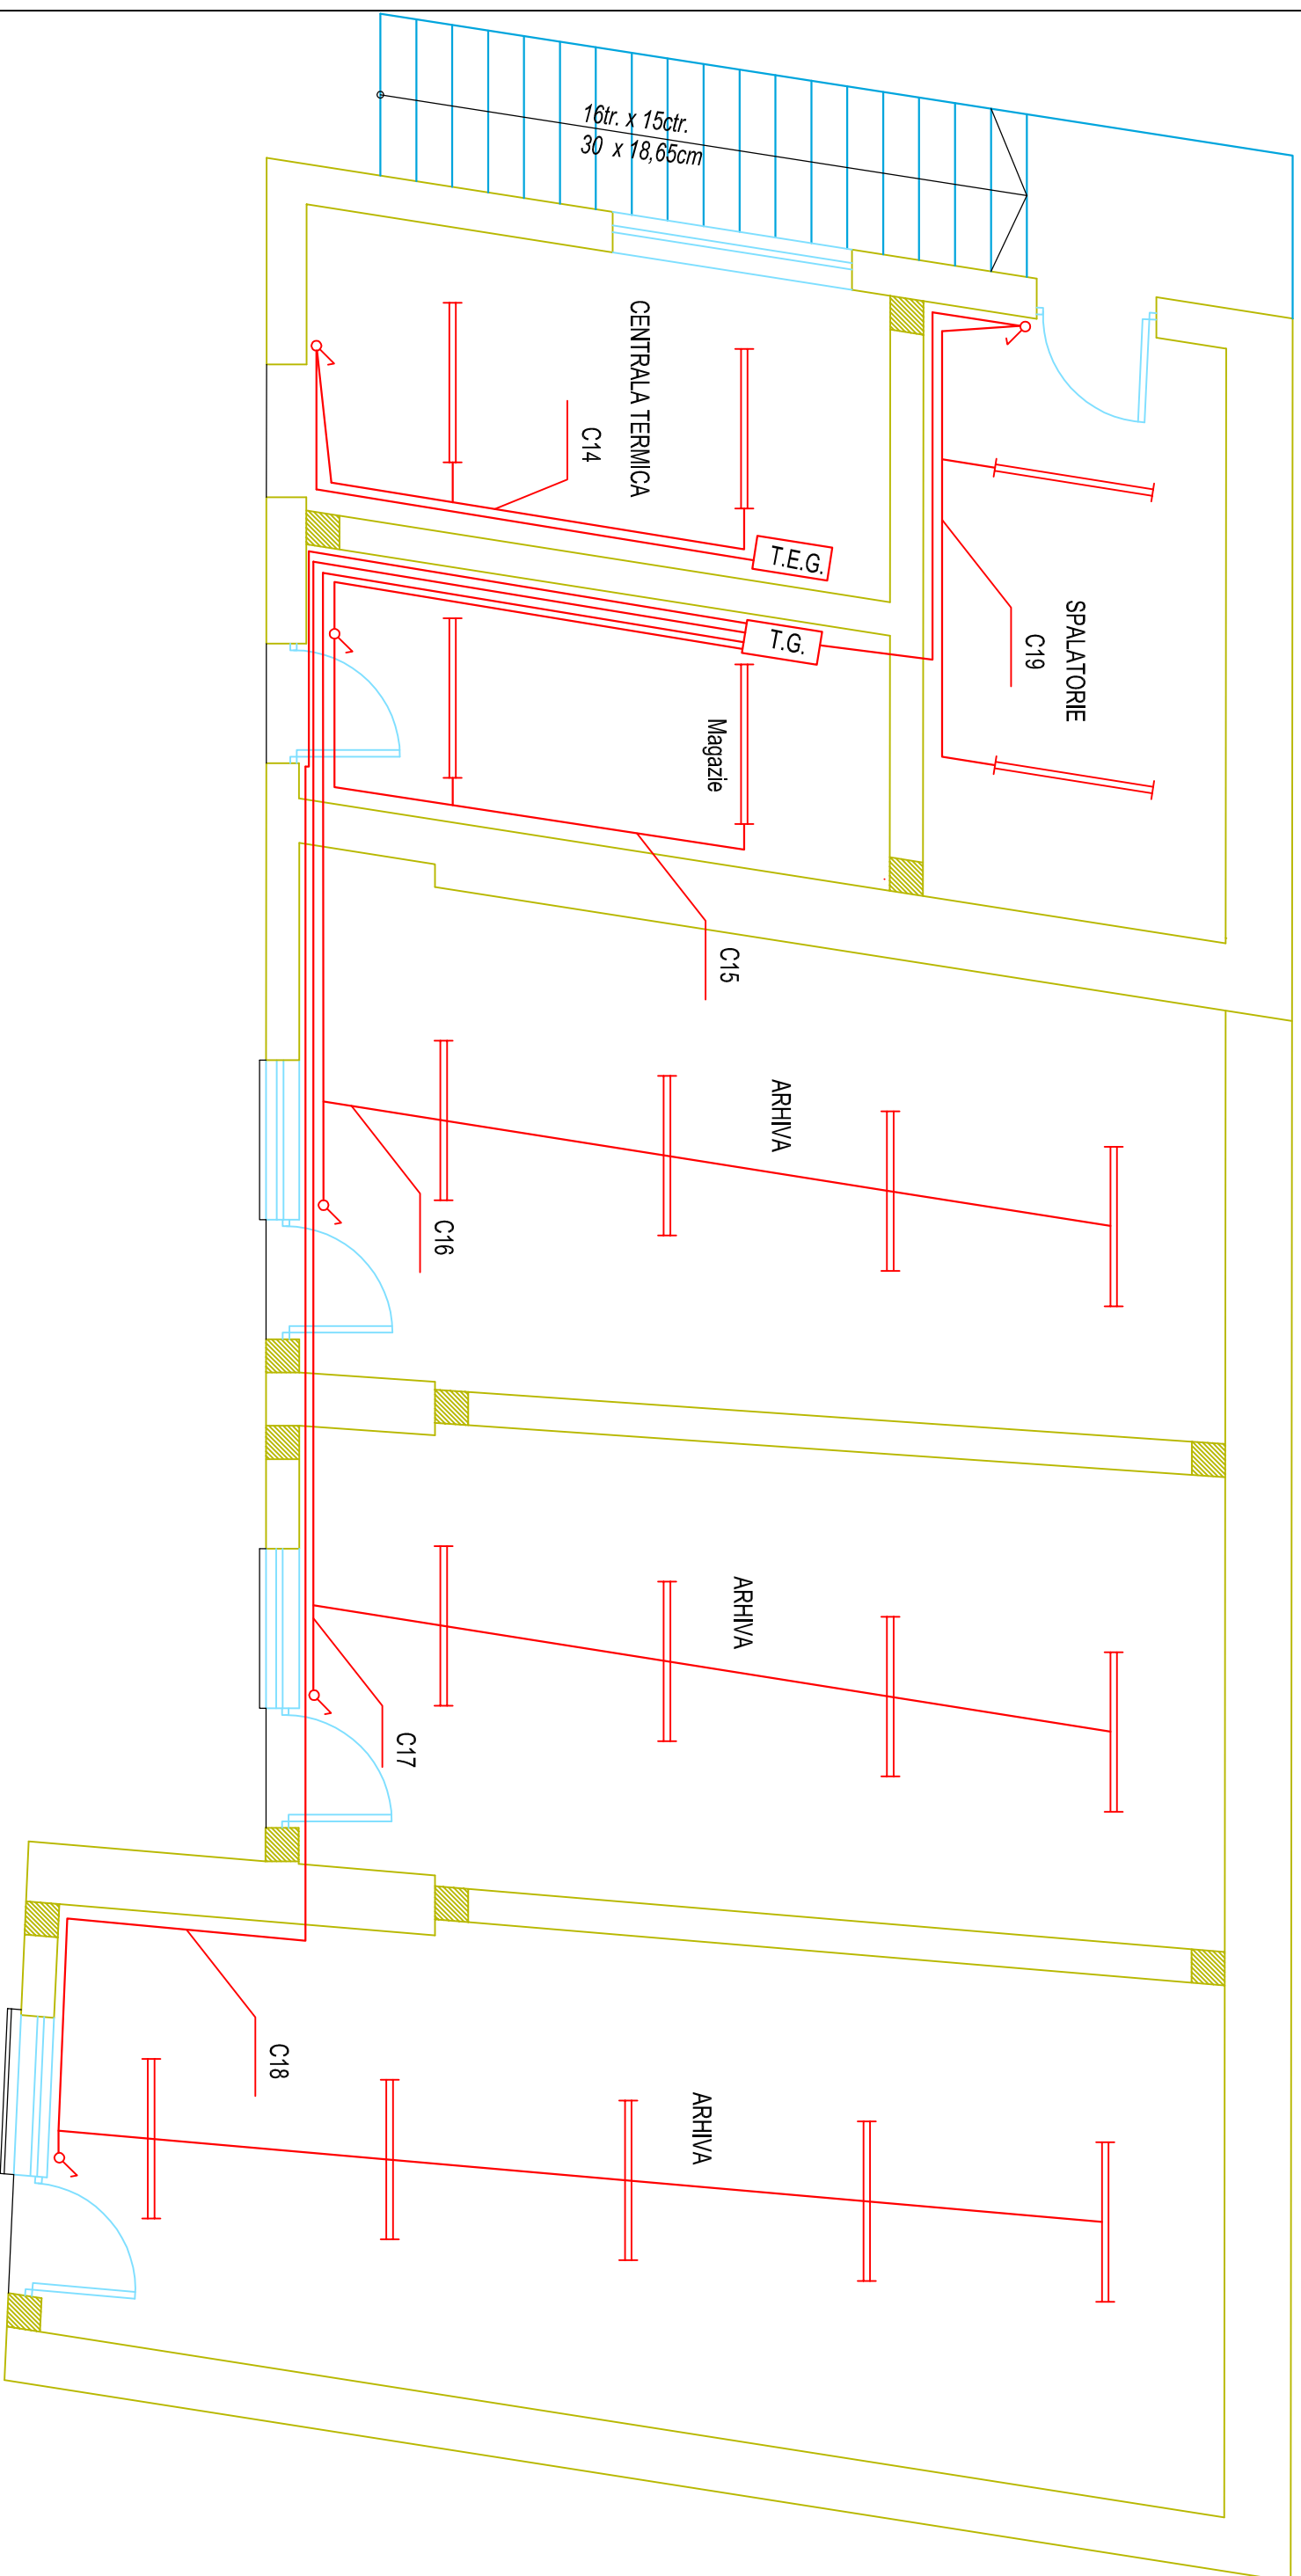 16tr. x 15ctr.
30 x 18,65cm
CENTRALA TERMICA
C14
T.E.G.
T.G.
SPALATORIE
C19
Magazie
C15
ARHIVA
C16
ARHIVA
C17
ARHIVA
C18